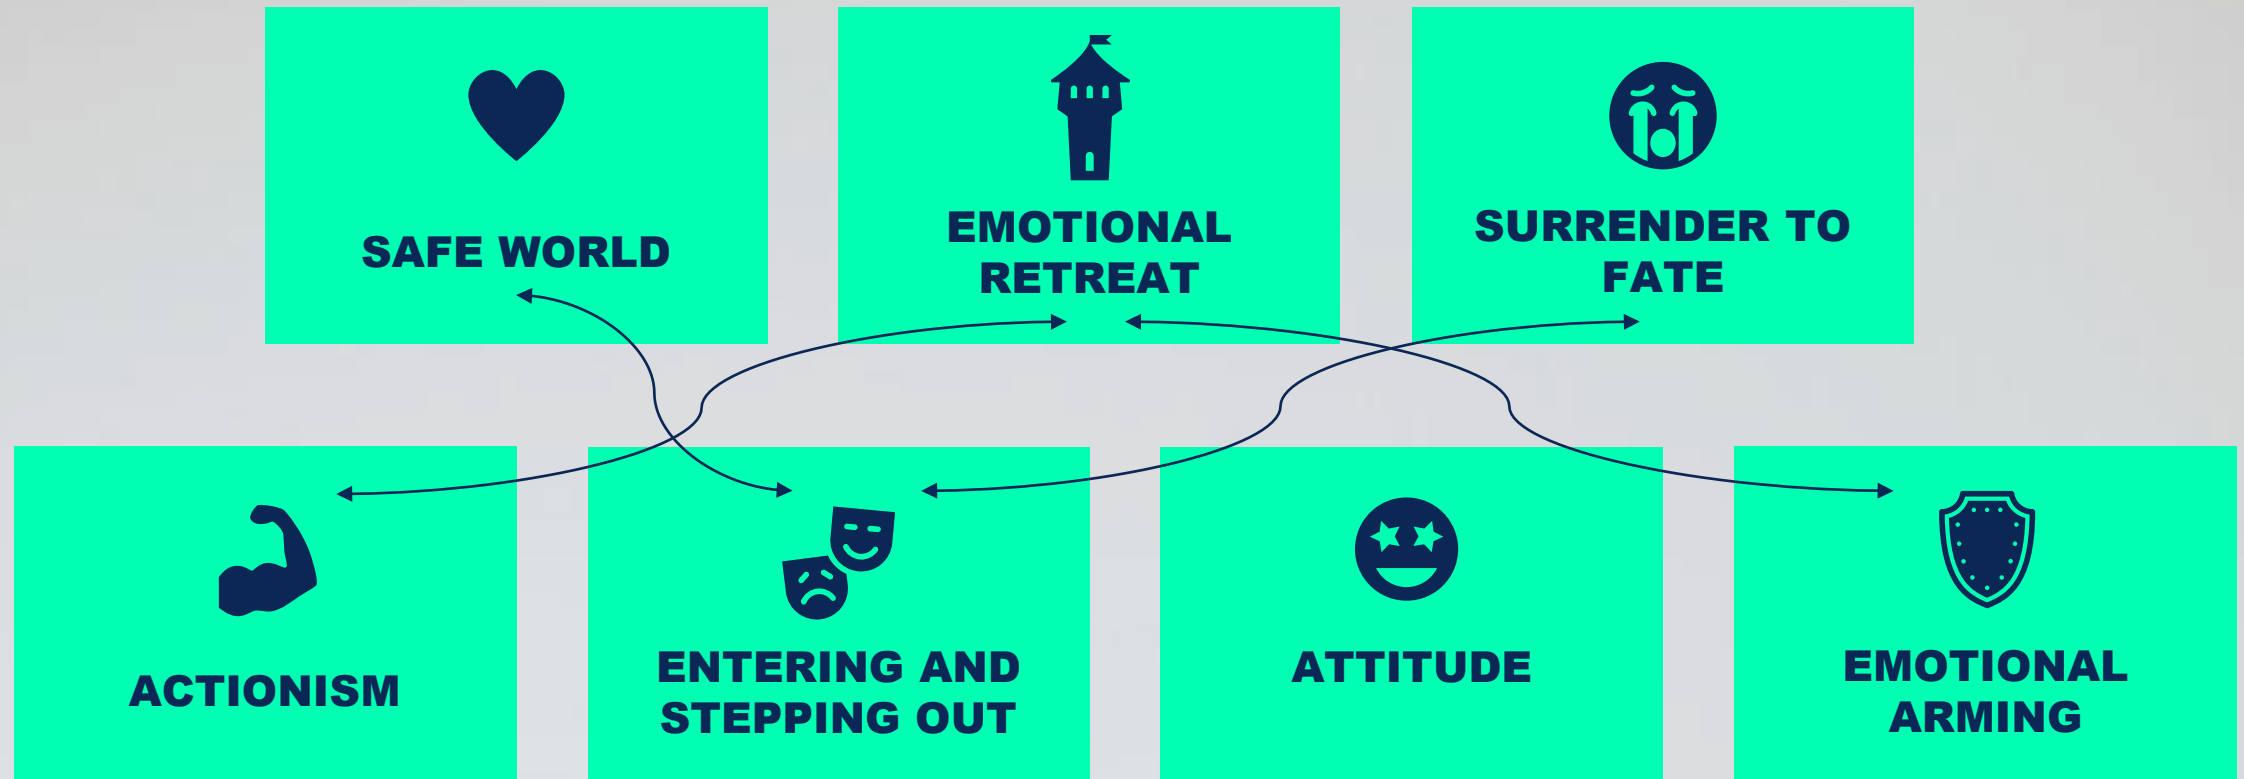 SAFE WORLD
EMOTIONAL
RETREAT
SURRENDER TO
FATE
ACTIONISM
ENTERING AND
STEPPING OUT
ATTITUDE
EMOTIONAL
ARMING